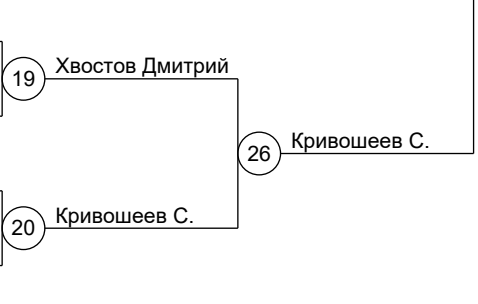 19 Хвостов Дмитрий
26 Кривошеев С.
20 Кривошеев С.